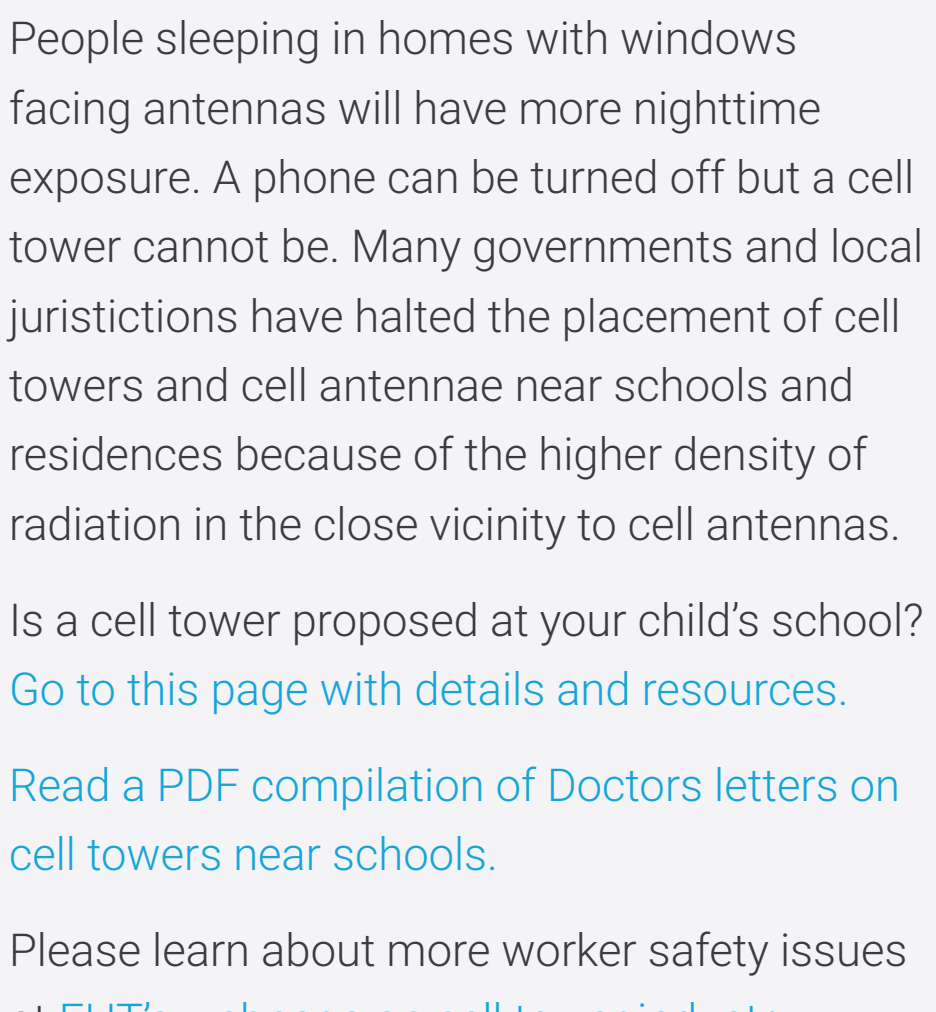 People sleeping in homes with windows
facing antennas will have more nighttime
exposure. A phone can be turned off but a cell
tower cannot be. Many governments and local
juristictions have halted the placement of cell
towers and cell antennae near schools and
residences because of the higher density of
radiation in the close vicinity to cell antennas.
Is a cell tower proposed at your child’s school?
Go to this page with details and resources.
Read a PDF compilation of Doctors letters on
cell towers near schools.
Please learn about more worker safety issues